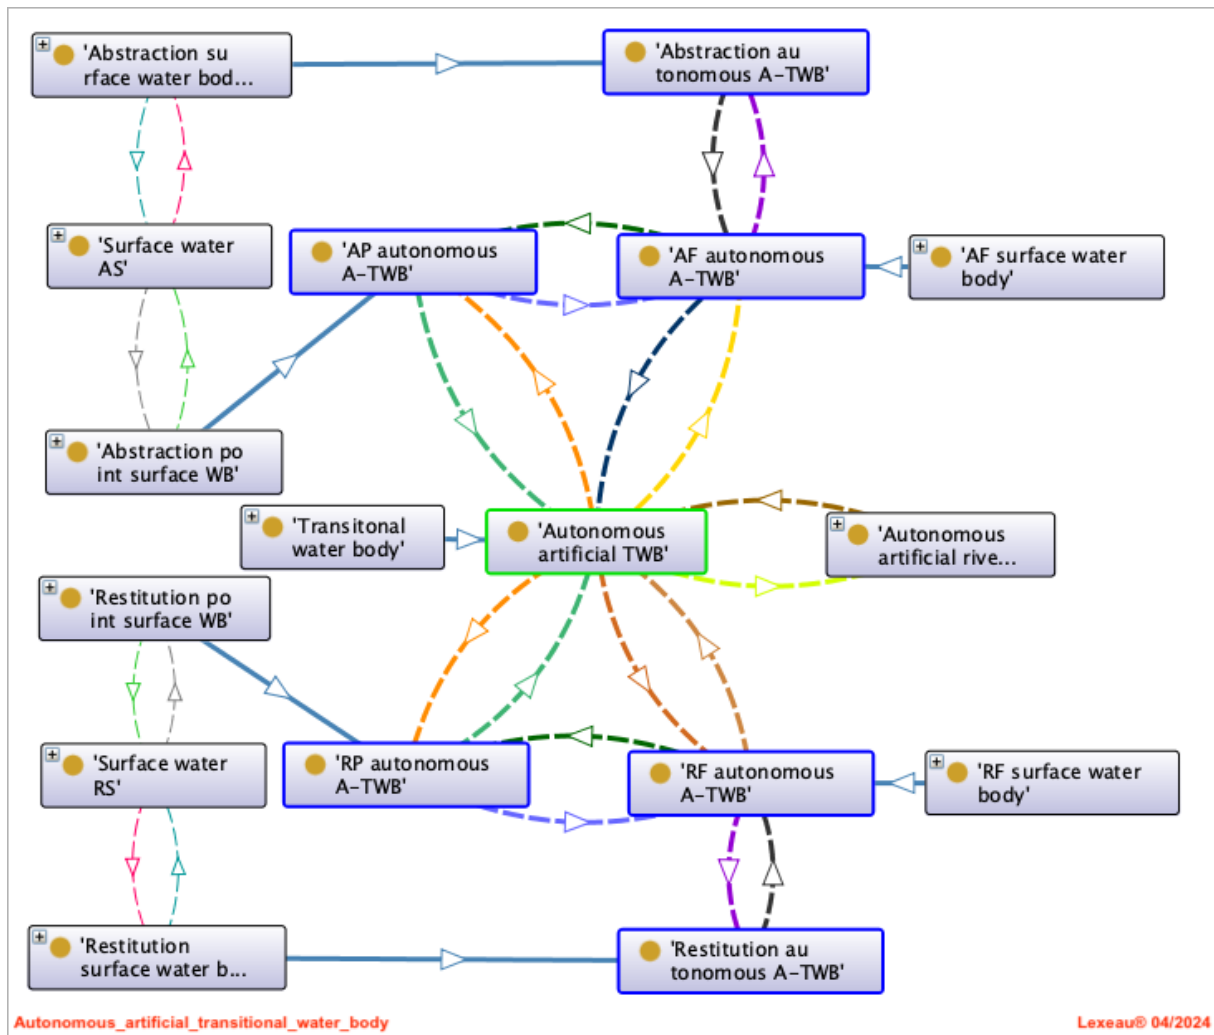 'Abstraction su
rface water bod...
'Abstraction au
tonomous A-TWB'
'Surface water
AS'
'AP autonomous
A-TWB'
'AF autonomous
A-TWB'
'AF surface water
body'
'Abstraction po
int surface WB'
'Transitonal
water body'
'Autonomous
artificial TWB'
'Autonomous
artificial rive...
'Restitution po
int surface WB'
'Surface water
RS'
'RP autonomous
A-TWB'
'RF autonomous
A-TWB'
'RF surface water
body'
'Restitution
surface water b...
'Restitution au
tonomous A-TWB'
Autonomous_artificial_transitional_water_body
Lexeau® 04/2024